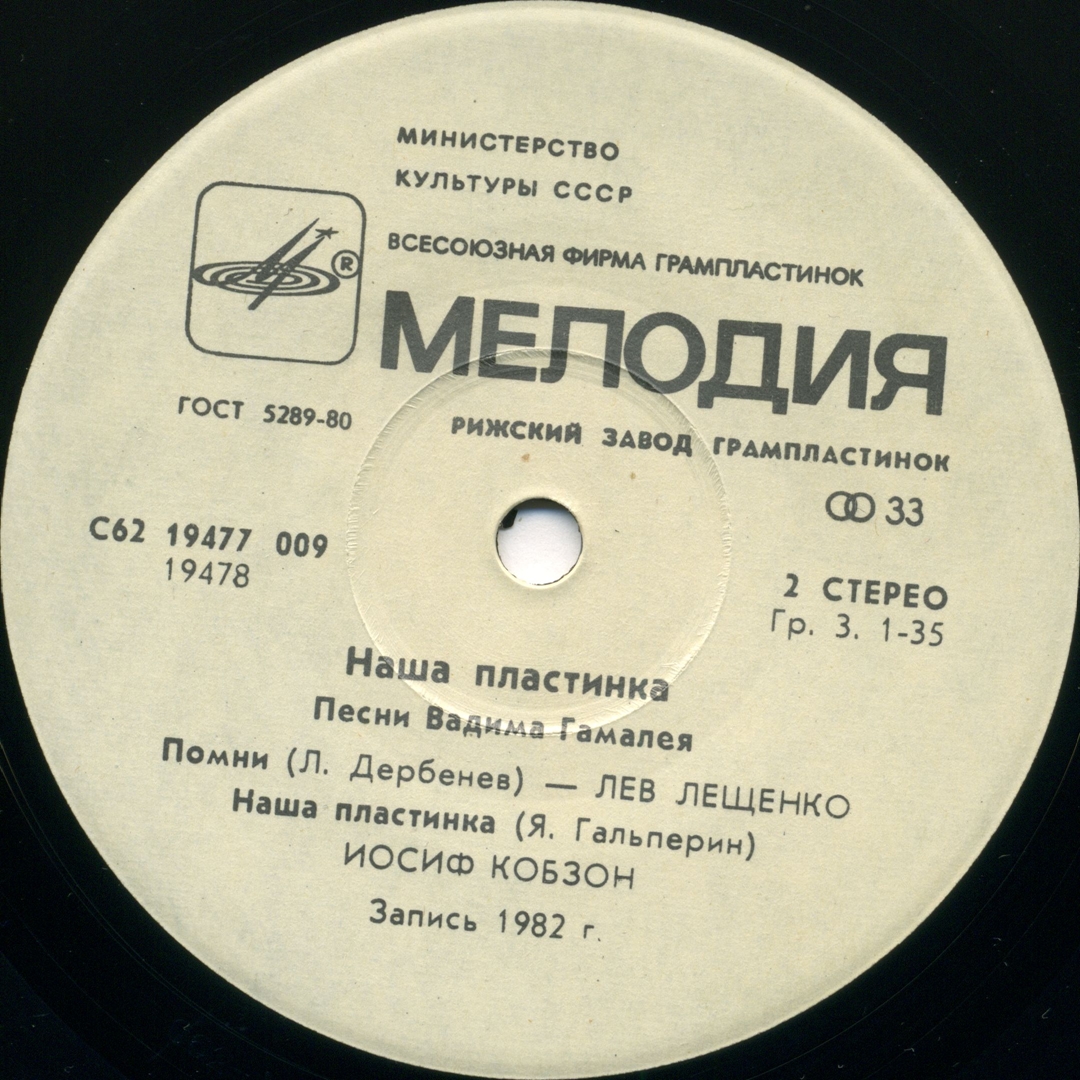 МИНИСТЕРСТВО
КУЛЬТУРЫ СССР
ВСЕСОЮЗНАЯ ФИРМА ГРАМПЛАСТИНОК
®
МЕЛОДИЯ
ГОСТ 5289-80
РИЖСКИЙ ЗАВОД ГРАМПЛАСТИНОК
33
С62 19477 009
19478
2 СТЕРЕО
Гр. 3. 1-35
Наша пластинка
Песни Вадима Гамалея
Помни (Л. Дербенев) — ЛЕВ ЛЕЩЕНКО
Наша пластинка (Я. Гальперин)
ИОСИФ КОБЗОН
Запись 1982 г.